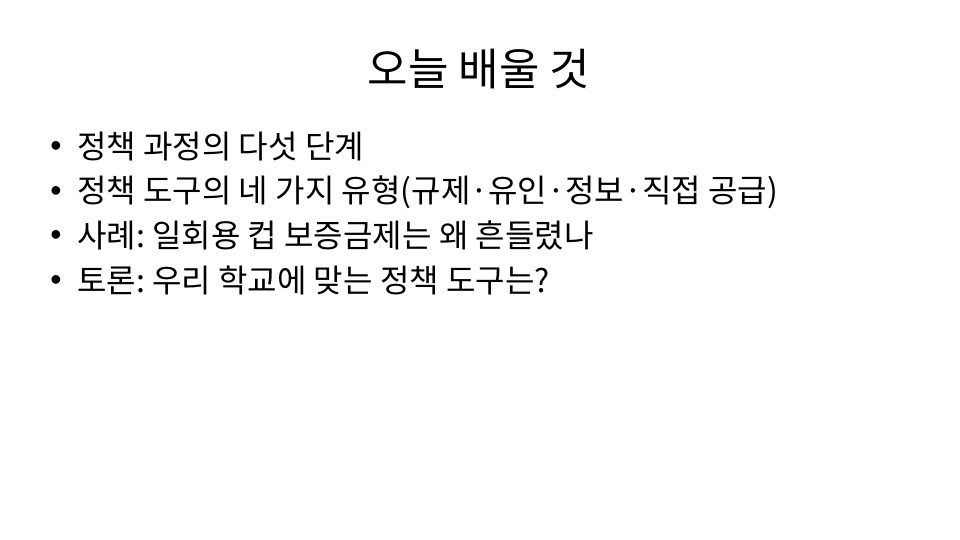 오늘 배울 것
• 정책 과정의 다섯 단계
• 정책 도구의 네 가지 유형(규제·유인·정보·직접 공급)
• 사례: 일회용 컵 보증금제는 왜 흔들렸나
• 토론: 우리 학교에 맞는 정책 도구는?